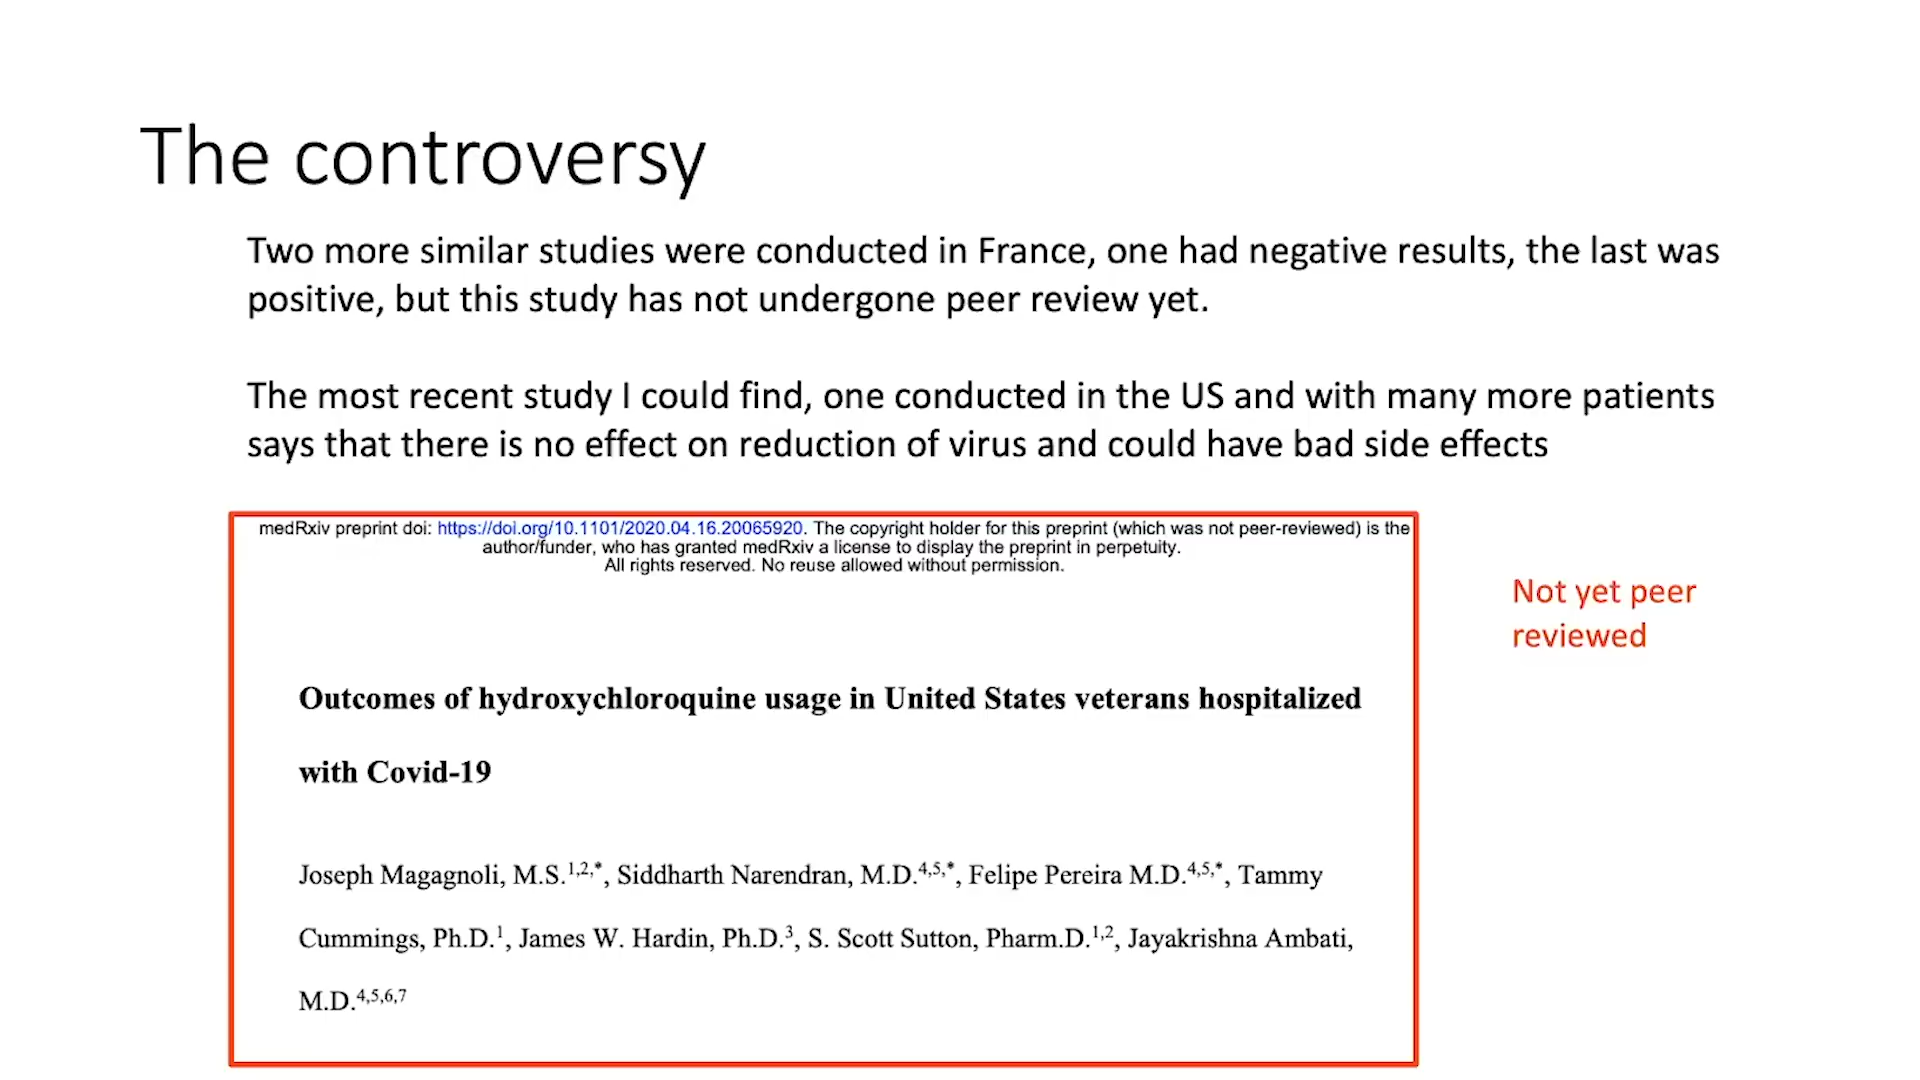 The controversy
Two more similar studies were conducted in France, one had negative results, the last was
positive, but this study has not undergone peer review yet.
The most recent study I could find, one conducted in the US and with many more patients
says that there is no effect on reduction of virus and could have bad side effects
medRxiv preprint doi: https://doi.org/10.1101/2020.04.16.20065920. The copyright holder for this preprint (which was not peer-reviewed) is the
author/funder, who has granted medRxiv a license to display the preprint in perpetuity.
All rights reserved. No reuse allowed without permission.
Not yet peer
reviewed
Outcomes of hydroxychloroquine usage in United States veterans hospitalized
with Covid-19
Joseph Magagnoli, M.S.1,2,*, Siddharth Narendran, M.D.4,5,*, Felipe Pereira M.D.4,5,*, Tammy
Cummings, Ph.D.1, James W. Hardin, Ph.D.3, S. Scott Sutton, Pharm.D.1,2, Jayakrishna Ambati,
M.D.4,5,6,7